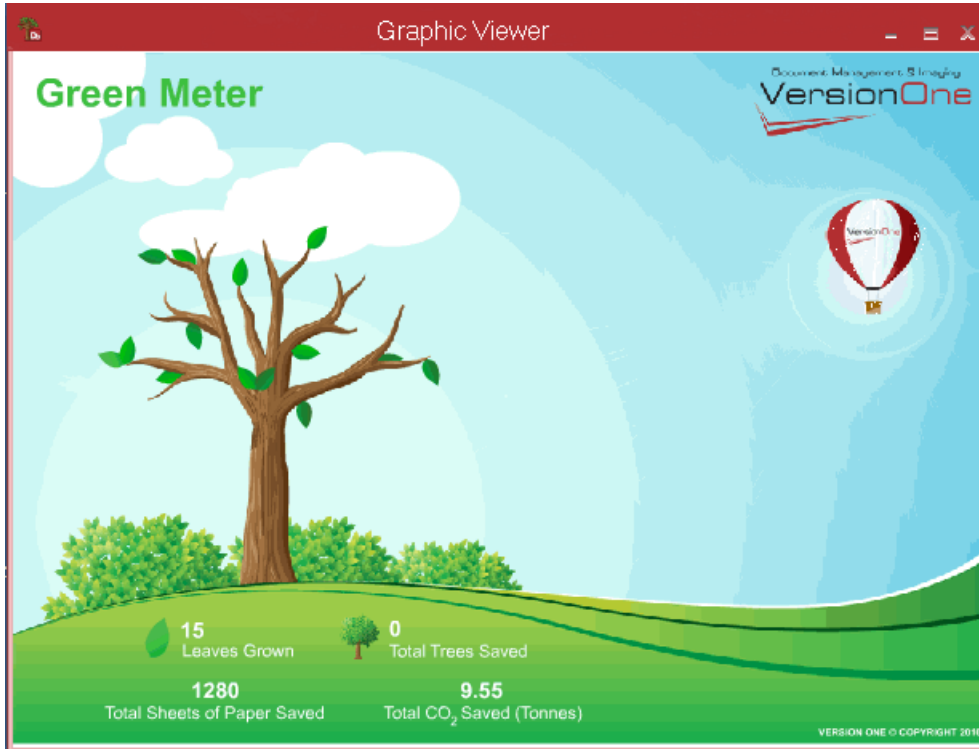 Graphic Viewer
Green Meter
Document Management & Imaging
VersionOne
VersionOne
15
Leaves Grown
0
Total Trees Saved
1280
Total Sheets of Paper Saved
9.55
Total CO2 Saved (Tonnes)
VERSION ONE © COPYRIGHT